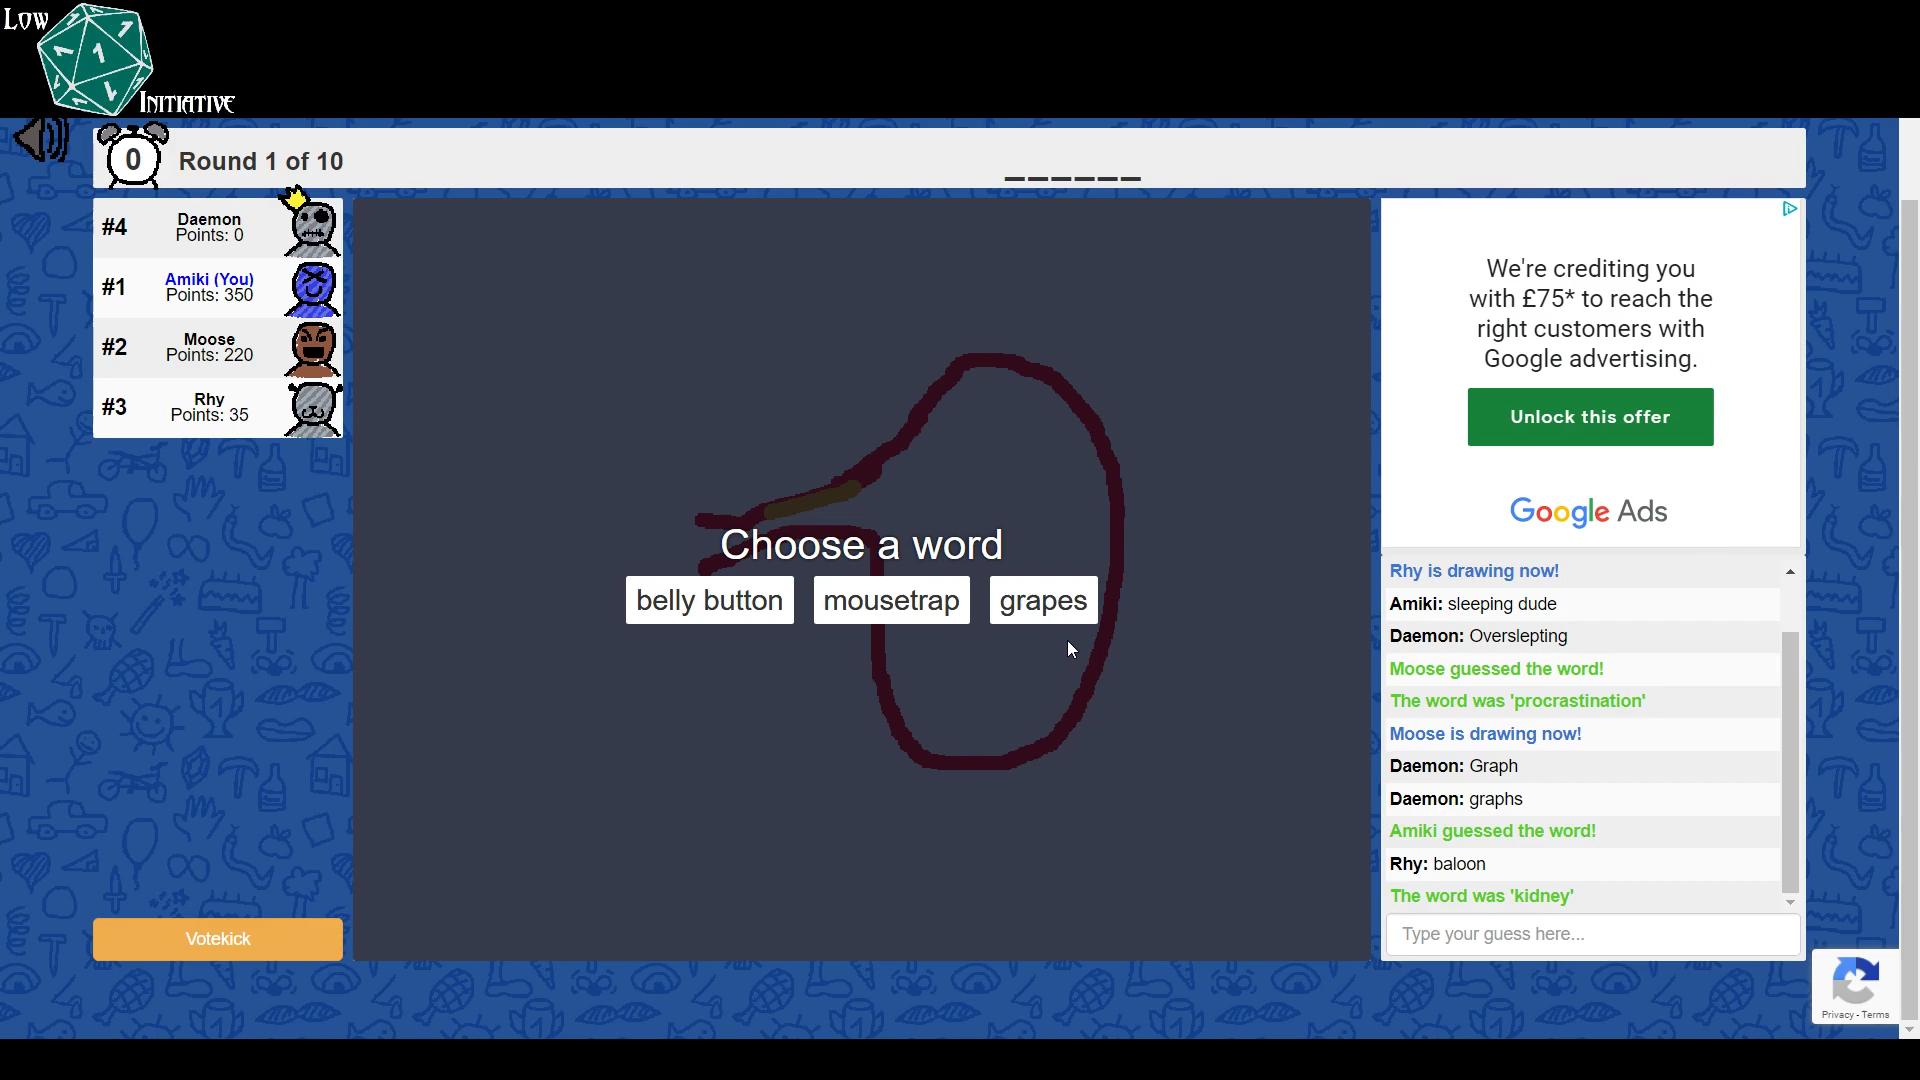 Low
Initiative
0
Round 1 of 10
______
#4
Daemon
Points: 0
#1
Amiki (You)
Points: 350
#2
Moose
Points: 220
#3
Rhy
Points: 35
Votekick
Choose a word
belly button
mousetrap
grapes
We're crediting you
with £75* to reach the
right customers with
Google advertising.
Unlock this offer
Google Ads
Rhy is drawing now!
Amiki: sleeping dude
Daemon: Overslepting
Moose guessed the word!
The word was 'procrastination'
Moose is drawing now!
Daemon: Graph
Daemon: graphs
Amiki guessed the word!
Rhy: baloon
The word was 'kidney'
Type your guess here...
Privacy - Terms